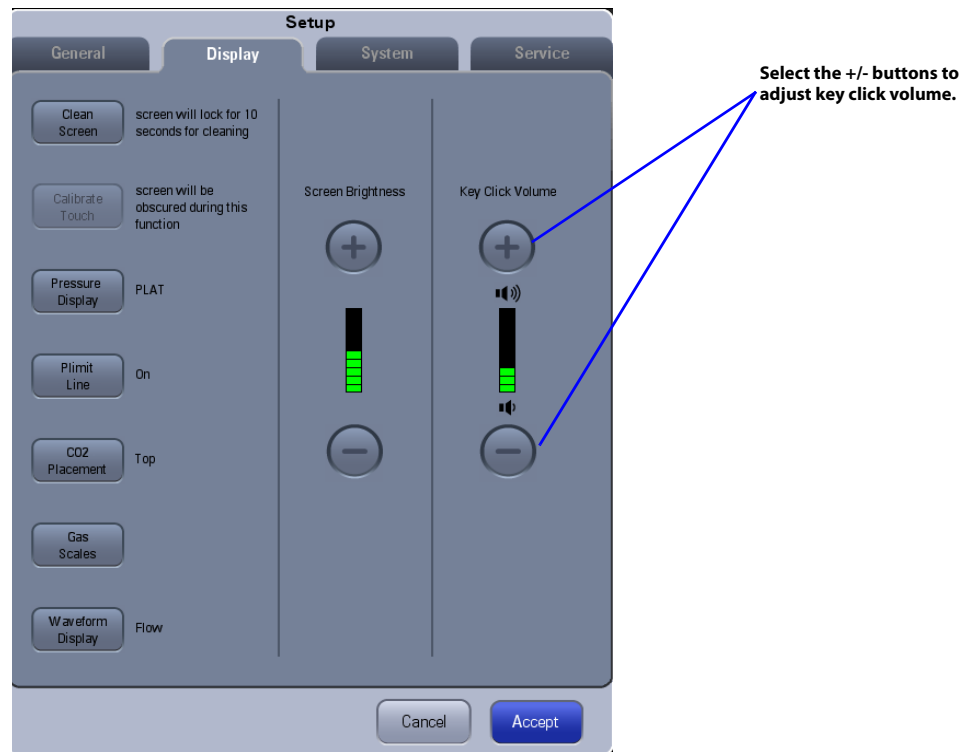 Setup
General
Display
System
Service
Select the +/- buttons to
adjust key click volume.
Clean
Screen
screen will lock for 10
seconds for cleaning
Calibrate
Touch
screen will be
obscured during this
function
Screen Brightness
Key Click Volume
Pressure
Display
PLAT
Plimit
Line
On
CO2
Placement
Top
Gas
Scales
Waveform
Display
Flow
Cancel
Accept